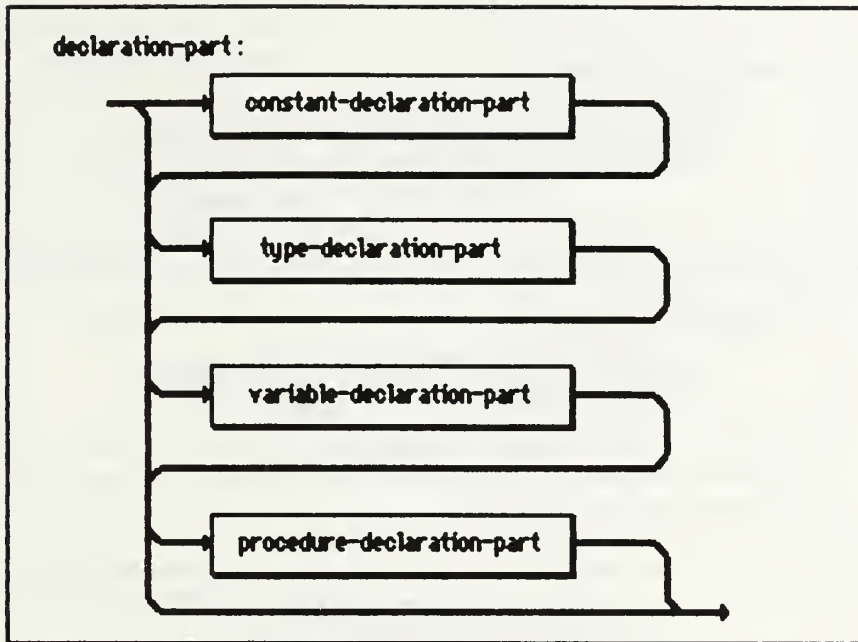 declaration-part:
constant-declaration-part
type-declaration-part
variable-declaration-part
procedure-declaration-part